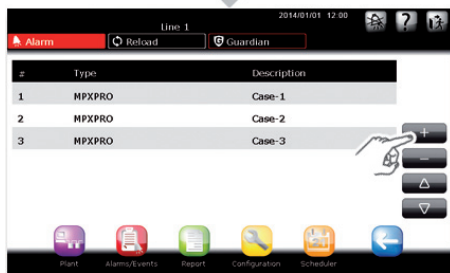 Line 1
2014/01/01 12:00
?
Alarm
Reload
G Guardian
# Type Description
1 MPXPRO Case-1
2 MPXPRO Case-2
3 MPXPRO Case-3
+
−
Plant Alarms/Events Report Configuration Scheduler